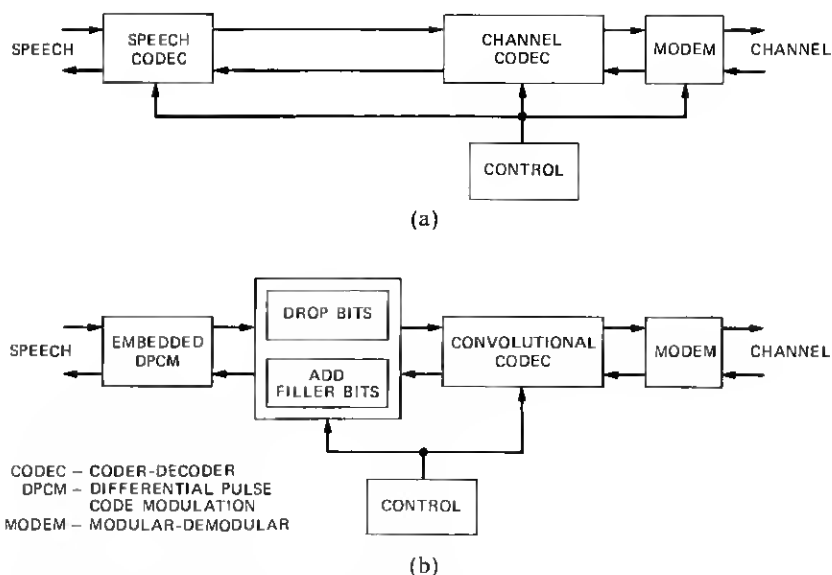 SPEECH
SPEECH
CODEC
CHANNEL
CODEC
MODEM
CHANNEL
CONTROL
(a)
SPEECH
EMBEDDED
DPCM
DROP BITS
ADD
FILLER BITS
CONVOLUTIONAL
CODEC
MODEM
CHANNEL
CONTROL
CODEC – CODER-DECODER
DPCM – DIFFERENTIAL PULSE
CODE MODULATION
MODEM – MODULAR-DEMODULAR
(b)